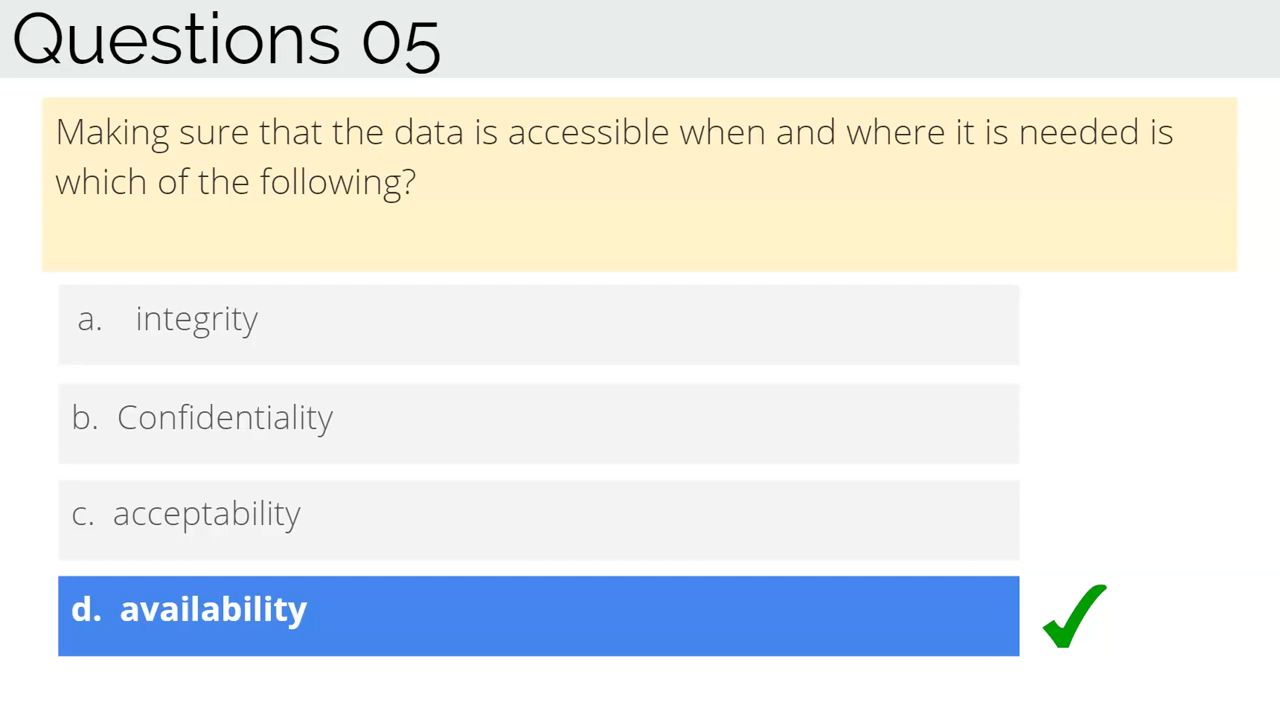 Questions 05
Making sure that the data is accessible when and where it is needed is
which of the following?
a. integrity
b. Confidentiality
c. acceptability
d. availability